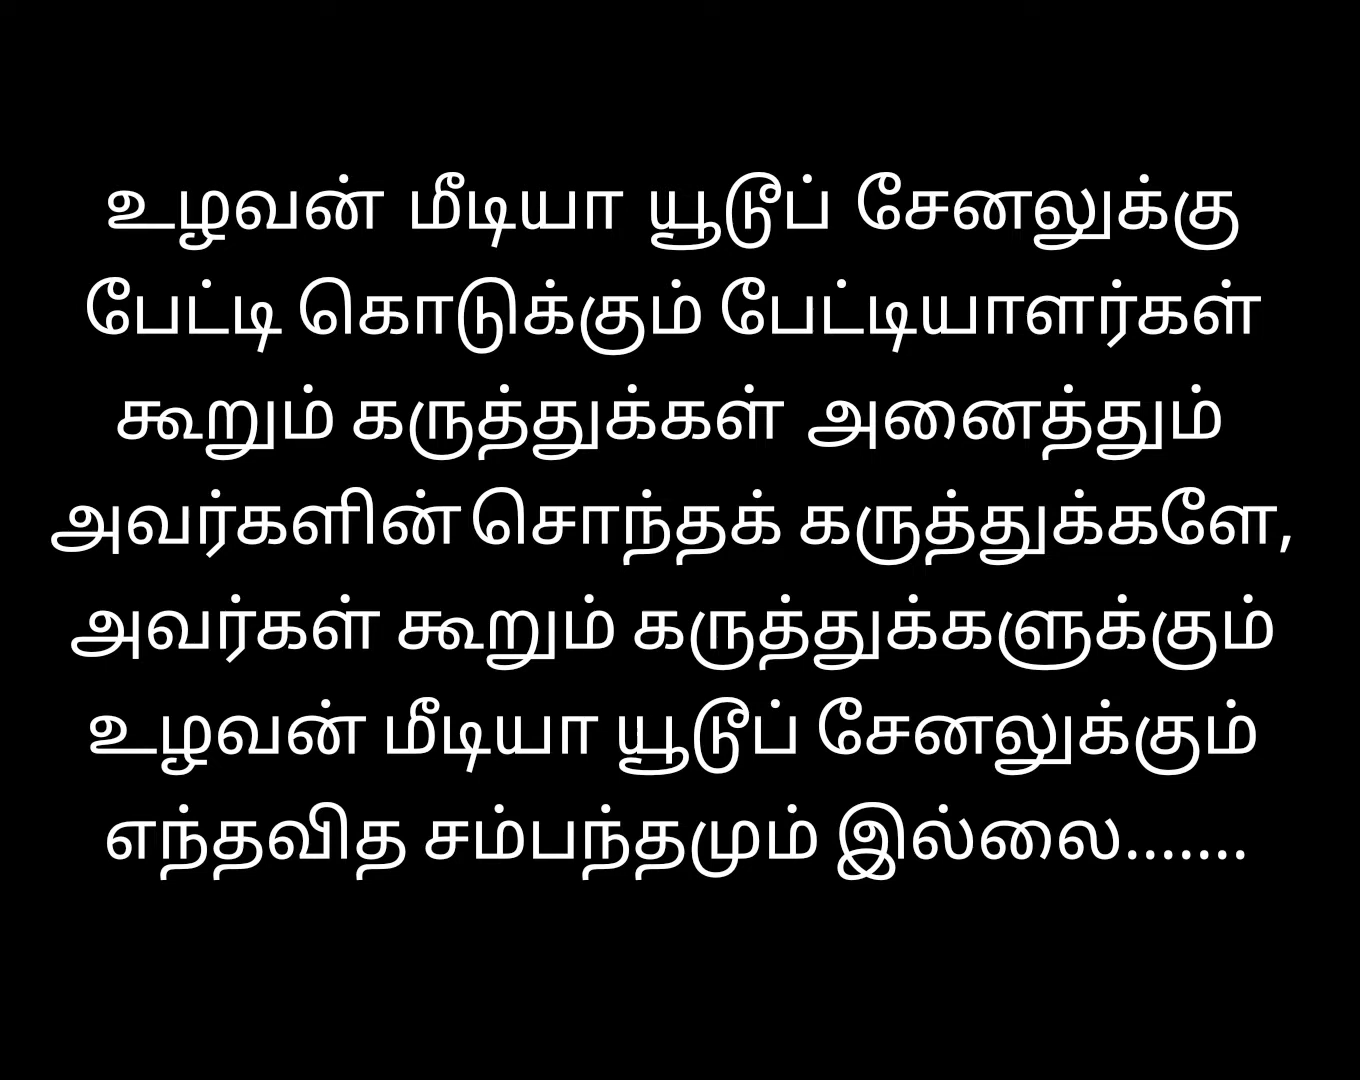 உழவன் மீடியா யூடூப் சேனலுக்கு
பேட்டி கொடுக்கும் பேட்டியாளர்கள்
கூறும் கருத்துக்கள் அனைத்தும்
அவர்களின் சொந்தக் கருத்துக்களே,
அவர்கள் கூறும் கருத்துக்களுக்கும்
உழவன் மீடியா யூடூப் சேனலுக்கும்
எந்தவித சம்பந்தமும் இல்லை.......